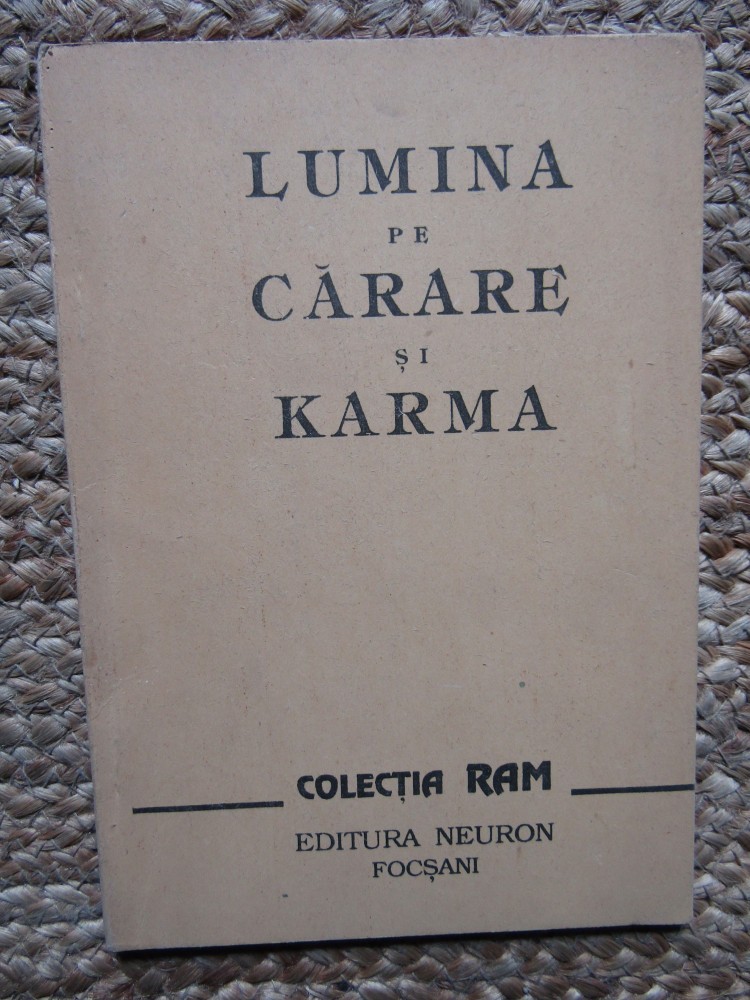 LUMINA
PE
CĂRARE
ȘI
KARMA
COLECȚIA RAM
EDITURA NEURON
FOCȘANI